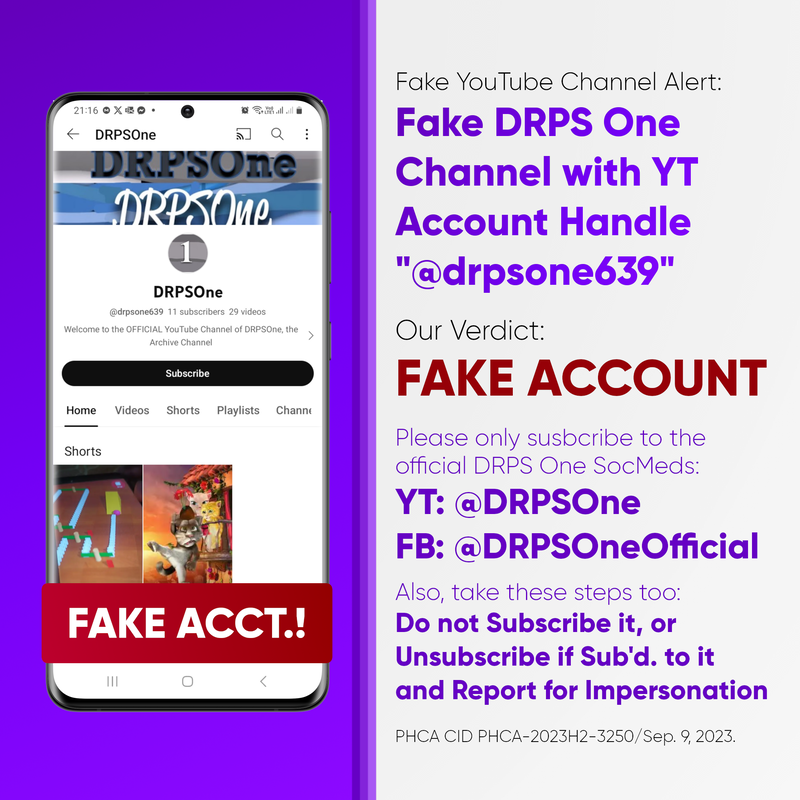 21:16
DRPSOne
DRPSOne
DRPSOne
1
DRPSOne
@drpsone639 11 subscribers 29 videos
Welcome to the OFFICIAL YouTube Channel of DRPSOne, the
Archive Channel
Subscribe
Home Videos Shorts Playlists Channe
Shorts
FAKE ACCT.!
Fake YouTube Channel Alert:
Fake DRPS One
Channel with YT
Account Handle
"@drpsone639"
Our Verdict:
FAKE ACCOUNT
Please only susbcribe to the
official DRPS One SocMeds:
YT: @DRPSOne
FB: @DRPSOneOfficial
Also, take these steps too:
Do not Subscribe it, or
Unsubscribe if Sub'd. to it
and Report for Impersonation
PHCA CID PHCA-2023H2-3250/Sep. 9, 2023.